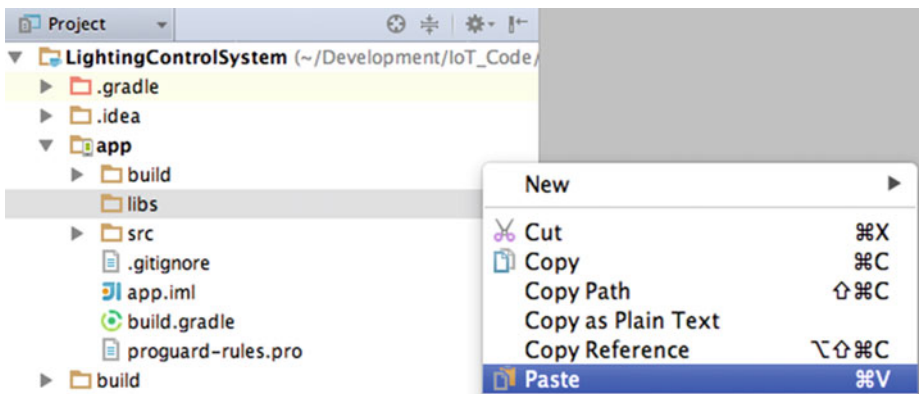 Project
LightingControlSystem (~/Development/IoT_Code/
.gradle
.idea
app
build
libs
src
.gitignore
app.iml
build.gradle
proguard-rules.pro
build
New
Cut ⌘X
Copy ⌘C
Copy Path ⇧⌘C
Copy as Plain Text
Copy Reference ⌥⇧⌘C
Paste ⌘V